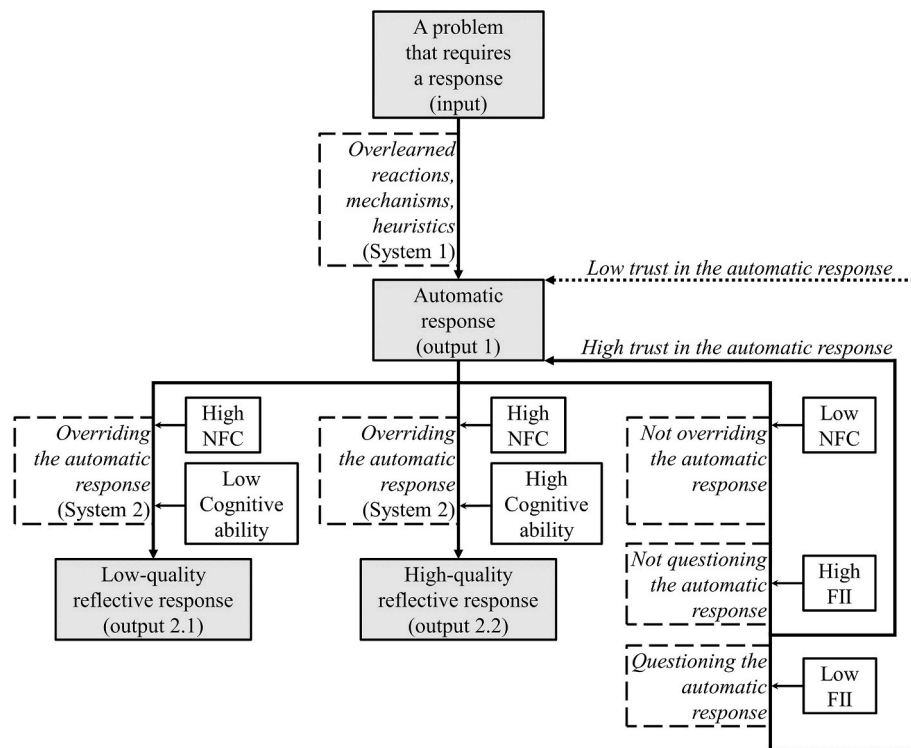 A problem
that requires
a response
(input)
Overlearned
reactions,
mechanisms,
heuristics
(System 1)
Low trust in the automatic response
Automatic
response
(output 1)
High trust in the automatic response
High
NFC
Overriding
the automatic
response
(System 2)
Low
Cognitive
ability
Low-quality
reflective response
(output 2.1)
High
NFC
Overriding
the automatic
response
(System 2)
High
Cognitive
ability
High-quality
reflective response
(output 2.2)
Low
NFC
Not overriding
the automatic
response
Not questioning
the automatic
response
High
FII
Questioning the
automatic
response
Low
FII